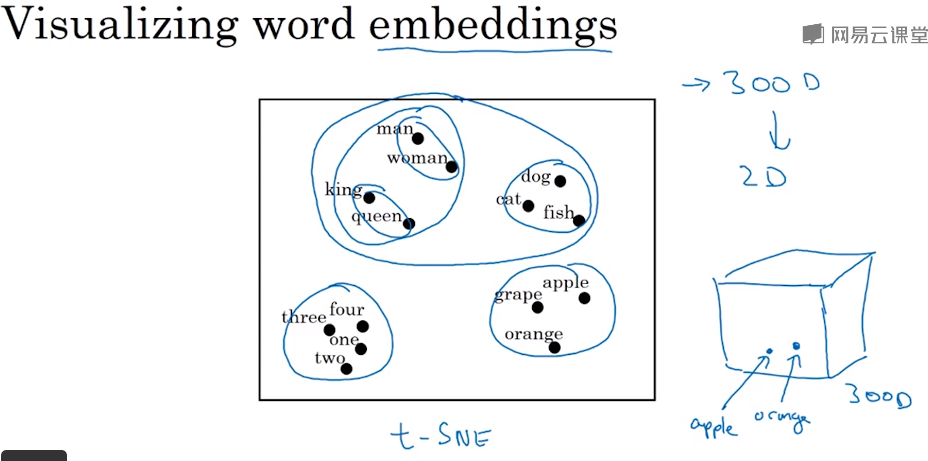 Visualizing word embeddings
网易云课堂
→ 300D
2D
man
woman
king
queen
dog
cat
fish
three
four
one
two
grape
apple
orange
300D
apple
orange
t-SNE